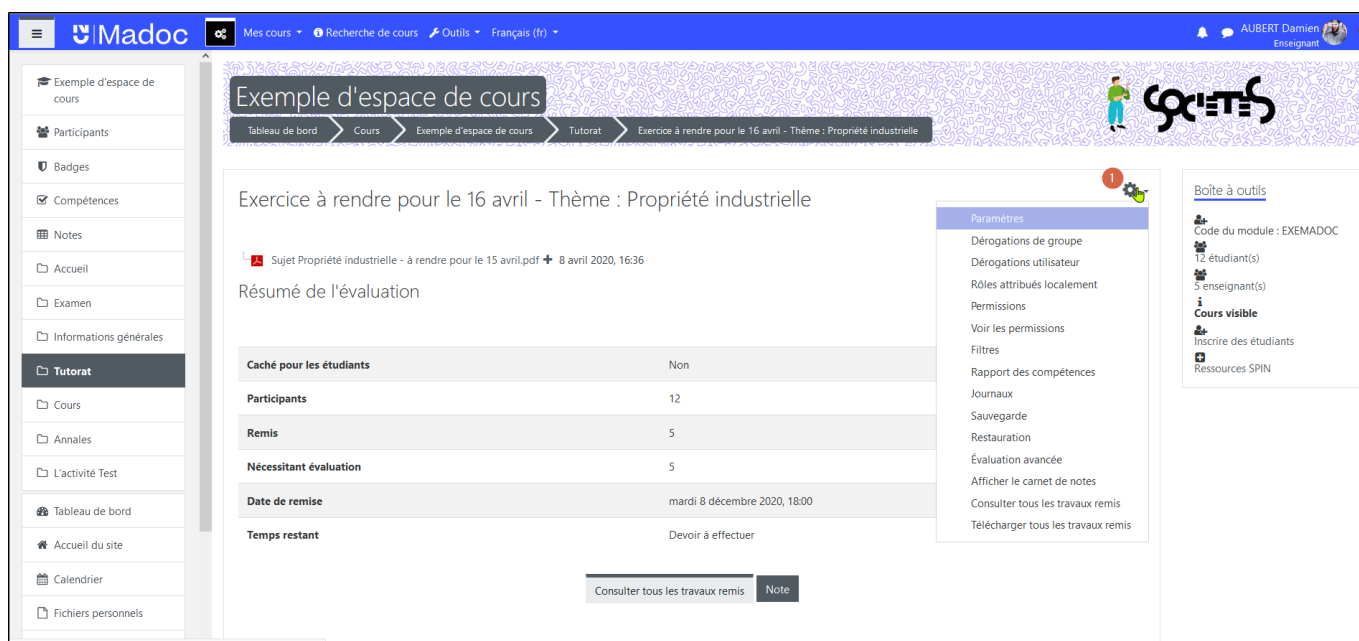 Madoc
Mes cours
Recherche de cours
Outils
Français (fr)
AUBERT Damien
Enseignant
Exemple d'espace de
cours
Participants
Badges
Compétences
Notes
Accueil
Examen
Informations générales
Tutorat
Cours
Annales
L'activité Test
Tableau de bord
Accueil du site
Calendrier
Fichiers personnels
Exemple d'espace de cours
Tableau de bord
Cours
Exemple d'espace de cours
Tutorat
Exercice à rendre pour le 16 avril - Thème : Propriété industrielle
SOCIETES
Exercice à rendre pour le 16 avril - Thème : Propriété industrielle
1
Sujet Propriété industrielle - à rendre pour le 15 avril.pdf + 8 avril 2020, 16:36
Résumé de l'évaluation
Caché pour les étudiants Non
Participants 12
Remis 5
Nécessitant évaluation 5
Date de remise mardi 8 décembre 2020, 18:00
Temps restant Devoir à effectuer
Consulter tous les travaux remis
Note
Paramètres
Dérogations de groupe
Dérogations utilisateur
Rôles attribués localement
Permissions
Voir les permissions
Filtres
Rapport des compétences
Journaux
Sauvegarde
Restauration
Évaluation avancée
Afficher le carnet de notes
Consulter tous les travaux remis
Télécharger tous les travaux remis
Boîte à outils
Code du module : EXEMADOC
12 étudiant(s)
5 enseignant(s)
Cours visible
Inscrire des étudiants
Ressources SPIN